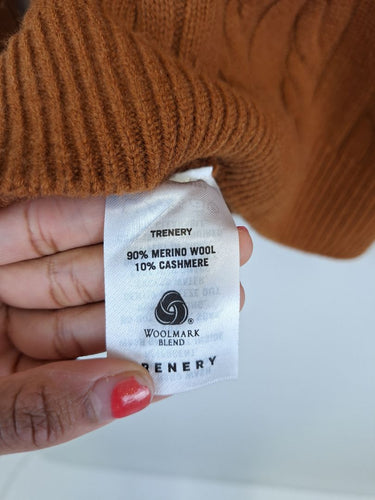 TRENERY
90% MERINO WOOL
10% CASHMERE
®
WOOLMARK
BLEND
RENERY